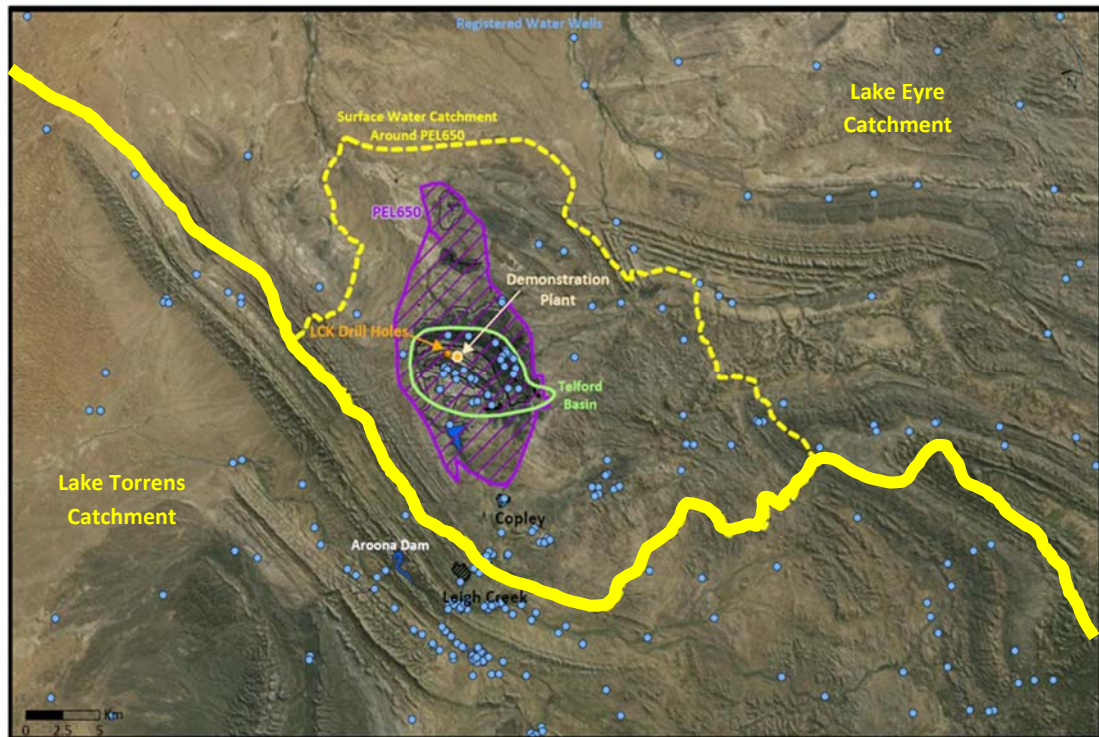 Registered Water Wells
Lake Eyre
Catchment
N
Surface Water Catchment
Around PEL650
PEL650
Demonstration
Plant
LCK Drill Holes
Telford
Basin
Lake Torrens
Catchment
Copley
Aroona Dam
Leigh Creek
Km
0 2.5 5